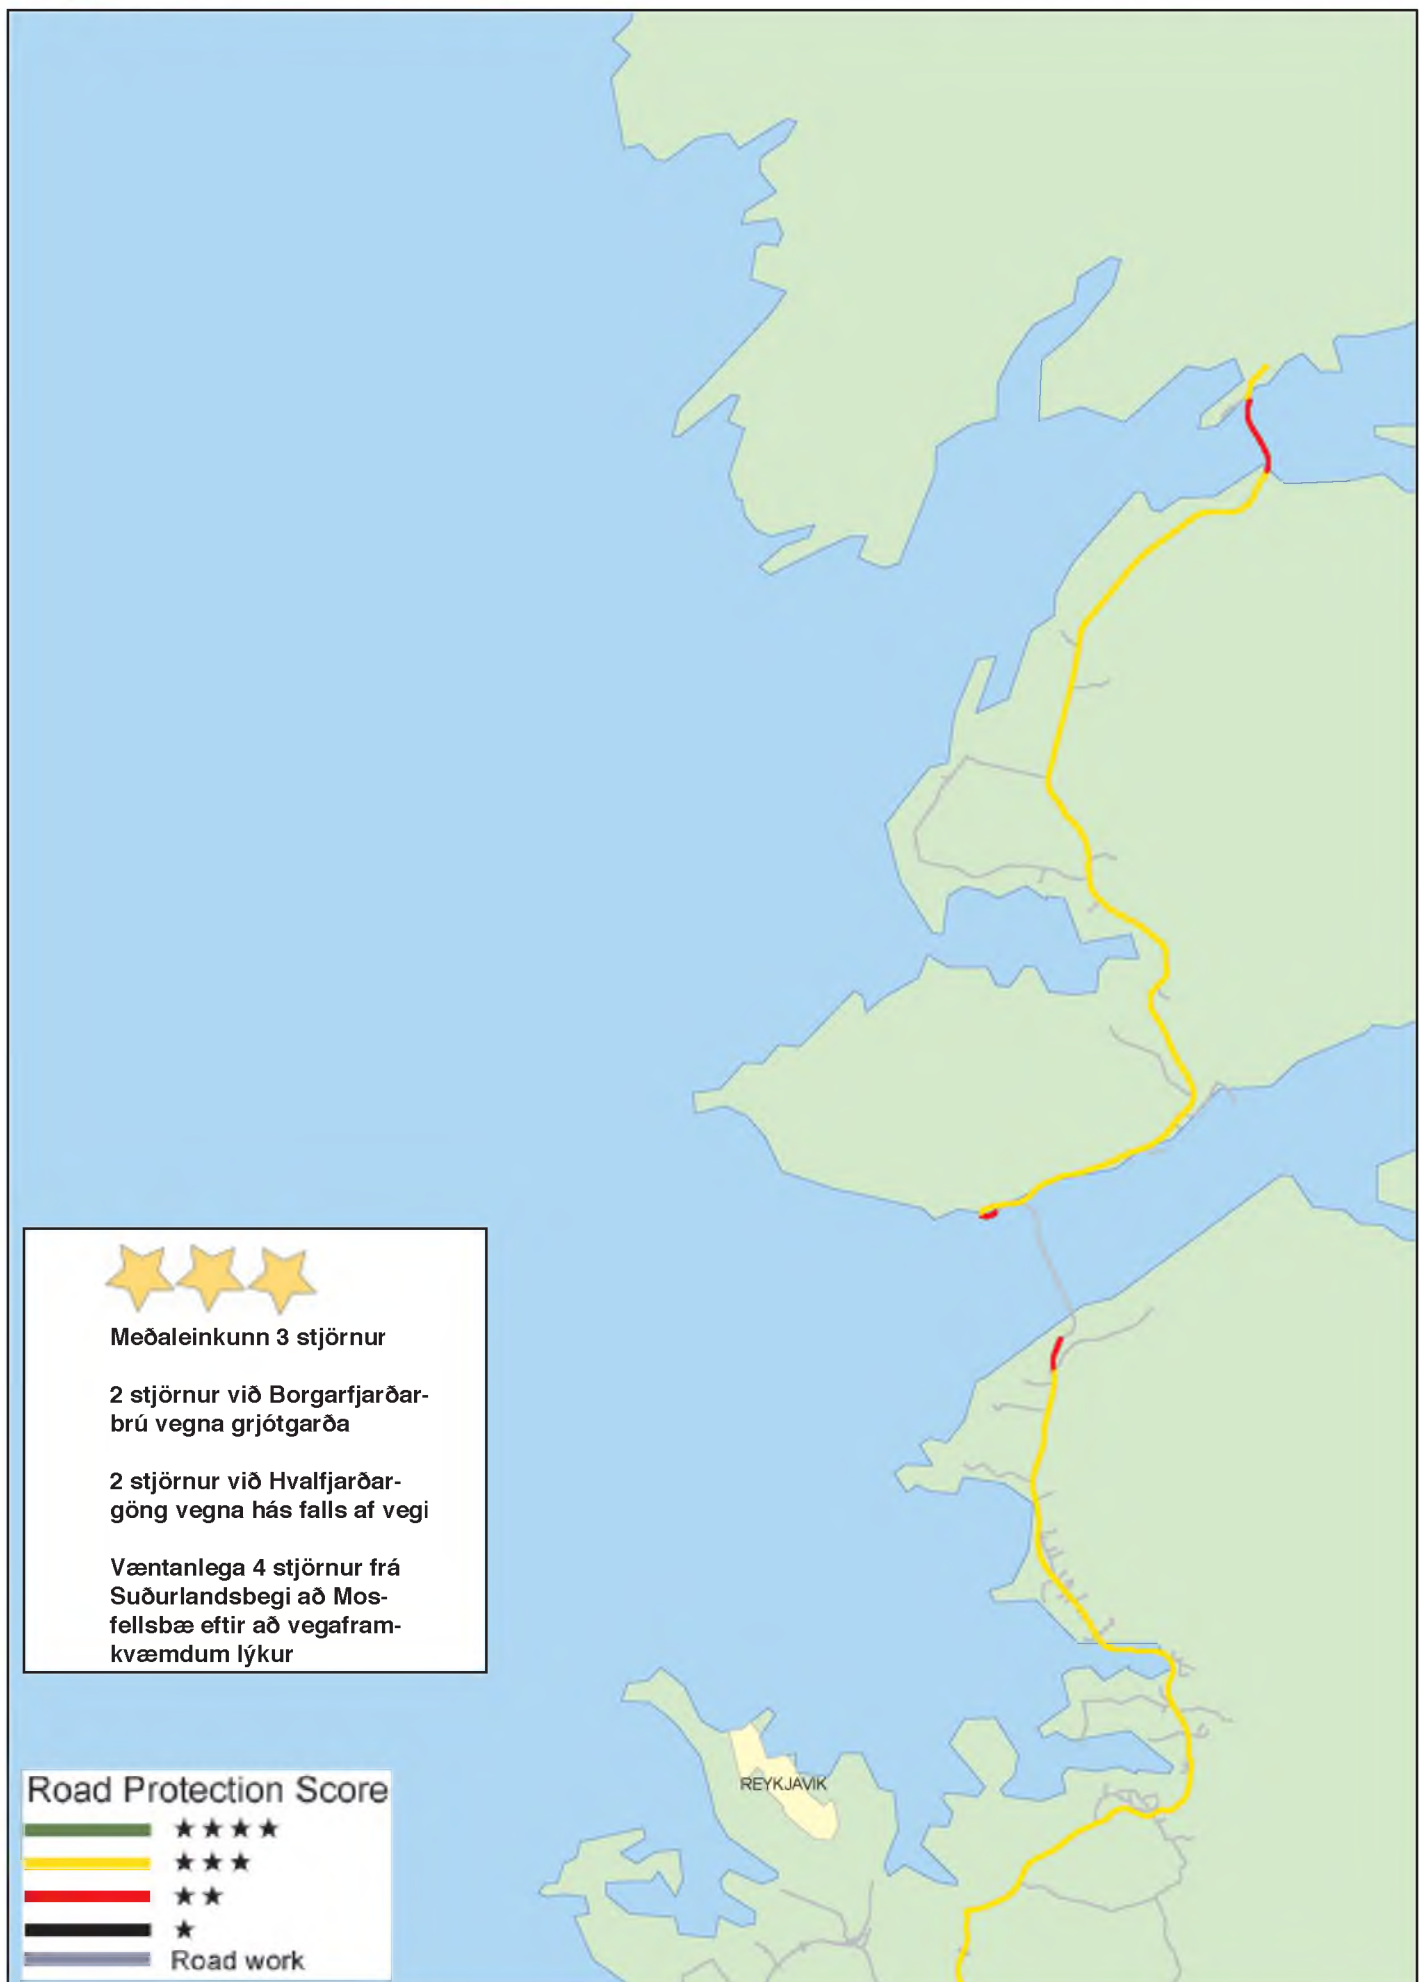 Meðaleinkunn 3 stjörnur
2 stjörnur við Borgarfjarðar-
brú vegna grjótgarða
2 stjörnur við Hvalfjarðar-
göng vegna hás falls af vegi
Væntanlega 4 stjörnur frá
Suðurlandsbegi að Mos-
fellsbæ eftir að vegafram-
kvæmdum lýkur
REYKJAVIK
Road Protection Score
★★★★
★★★
★★
★
Road work